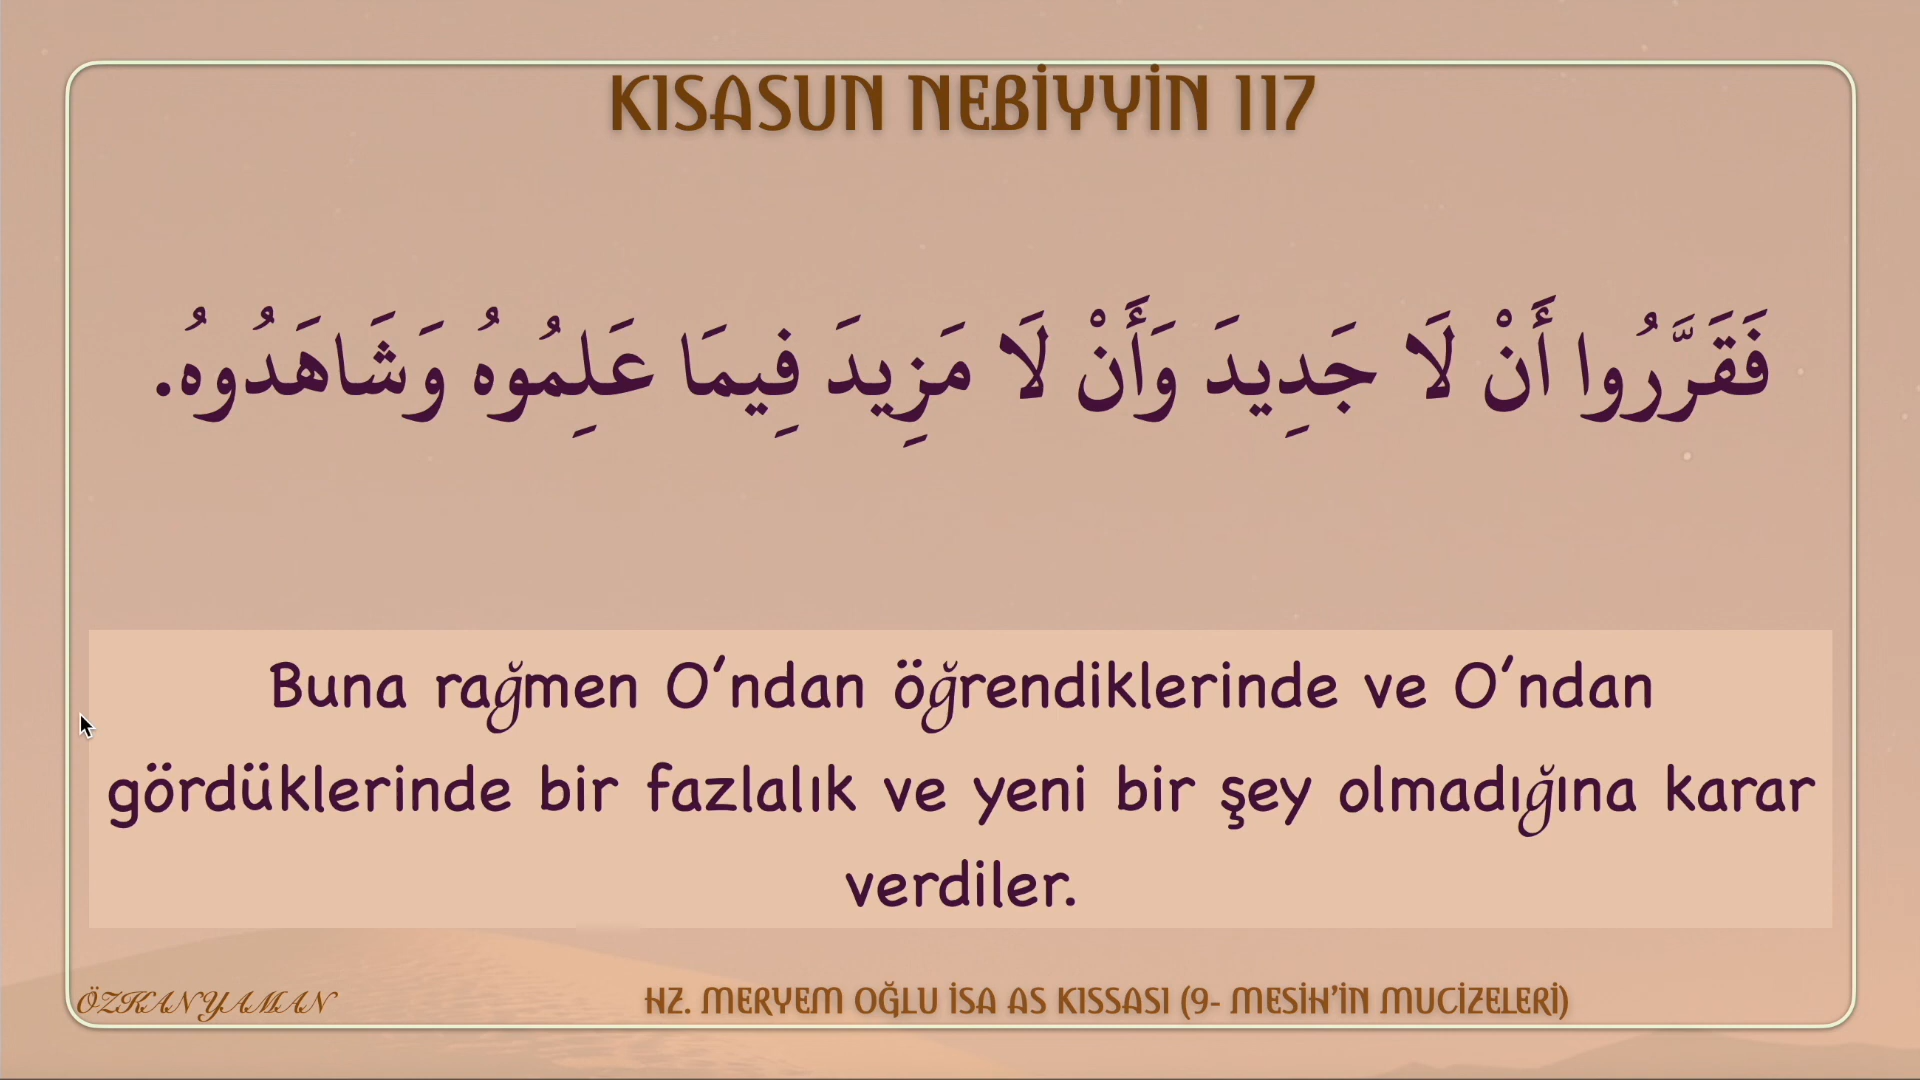 KISASUN NEBİYYİN 117
فَقَرَّرُوا أَنْ لَا جَدِيدَ وَأَنْ لَا مَزِيدَ فِيمَا عَلِمُوهُ وَشَاهَدُوهُ.
Buna rağmen O’ndan öğrendiklerinde ve O’ndan
gördüklerinde bir fazlalık ve yeni bir şey olmadığına karar
verdiler.
ÖZKAN YAMAN
HZ. MERYEM OĞLU İSA AS KISSASI (9- MESİH’İN MUCİZELERİ)